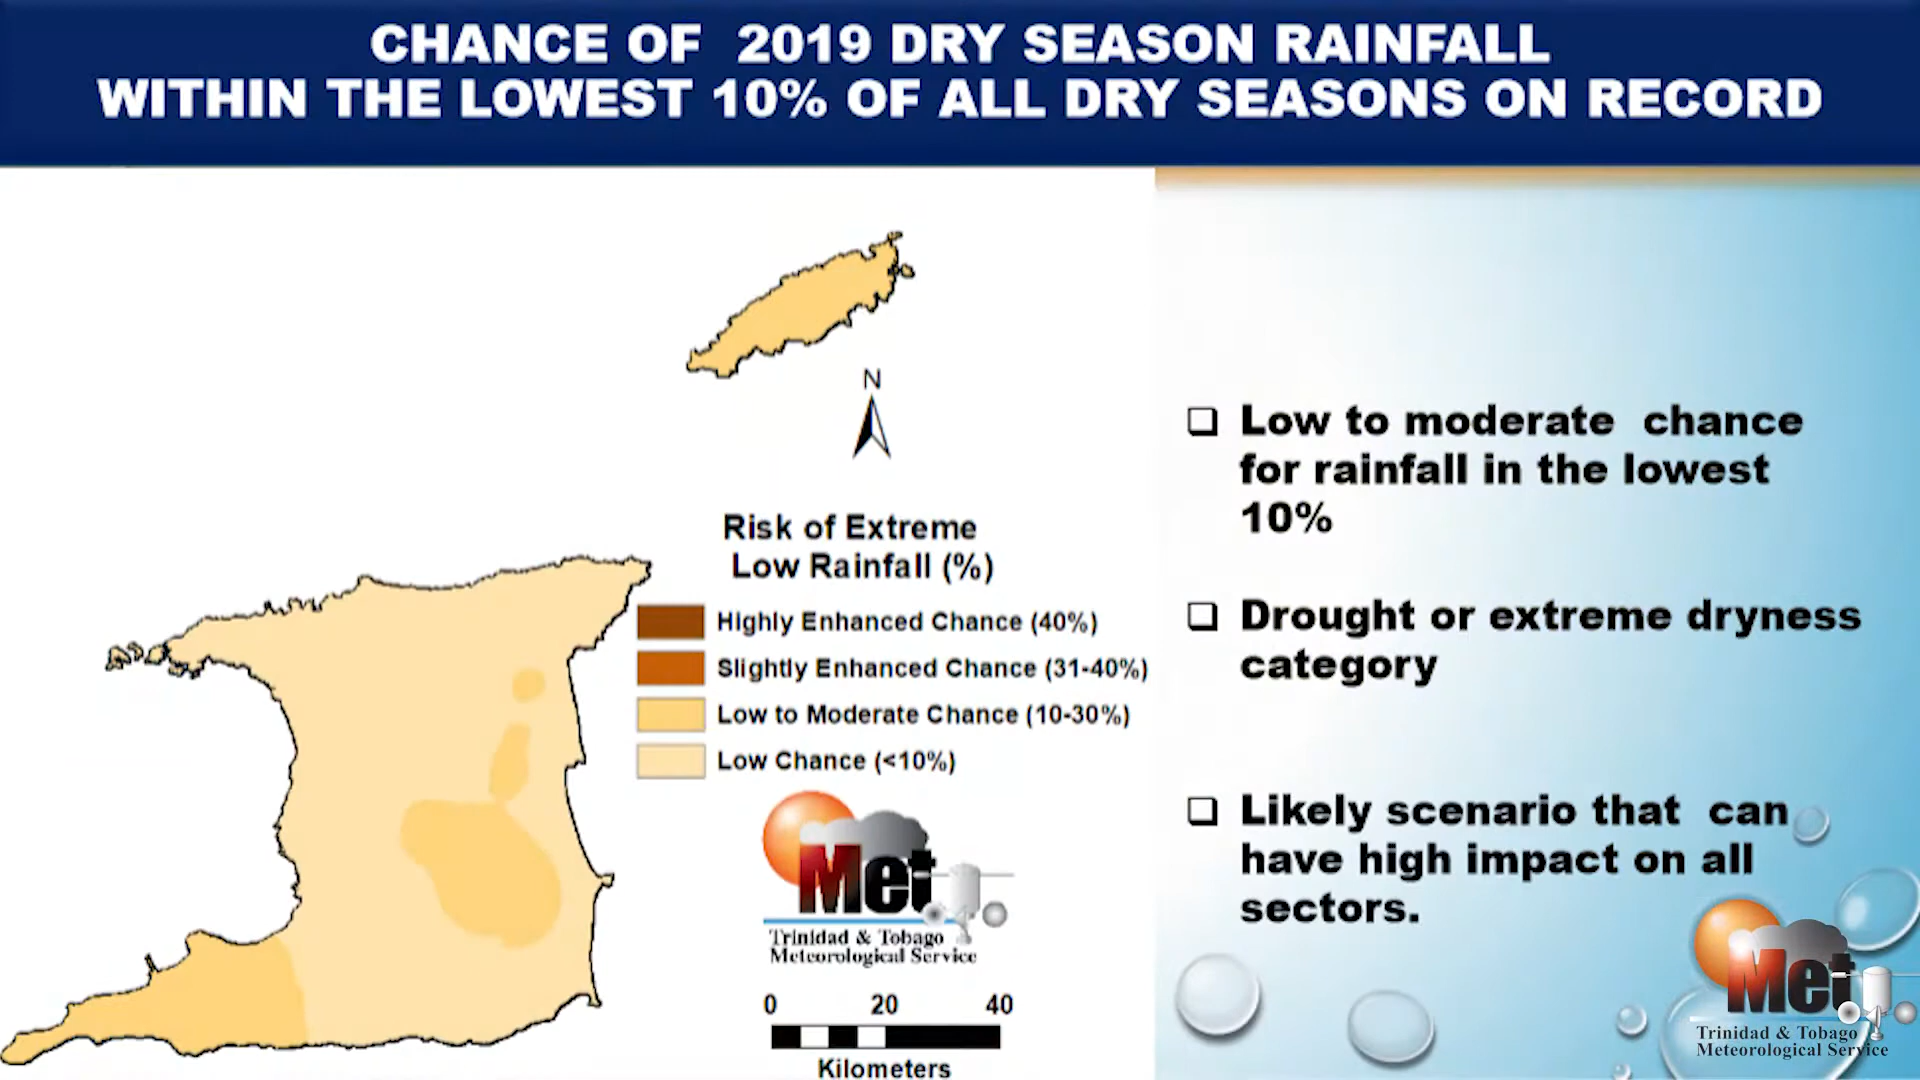 CHANCE OF 2019 DRY SEASON RAINFALL
WITHIN THE LOWEST 10% OF ALL DRY SEASONS ON RECORD
N
Risk of Extreme
Low Rainfall (%)
Highly Enhanced Chance (40%)
Slightly Enhanced Chance (31-40%)
Low to Moderate Chance (10-30%)
Low Chance (<10%)
Met
Trinidad & Tobago
Meteorological Service
0 20 40
Kilometers
❑ Low to moderate chance
for rainfall in the lowest
10%
❑ Drought or extreme dryness
category
❑ Likely scenario that can
have high impact on all
sectors.
Met
Trinidad & Tobago
Meteorological Service